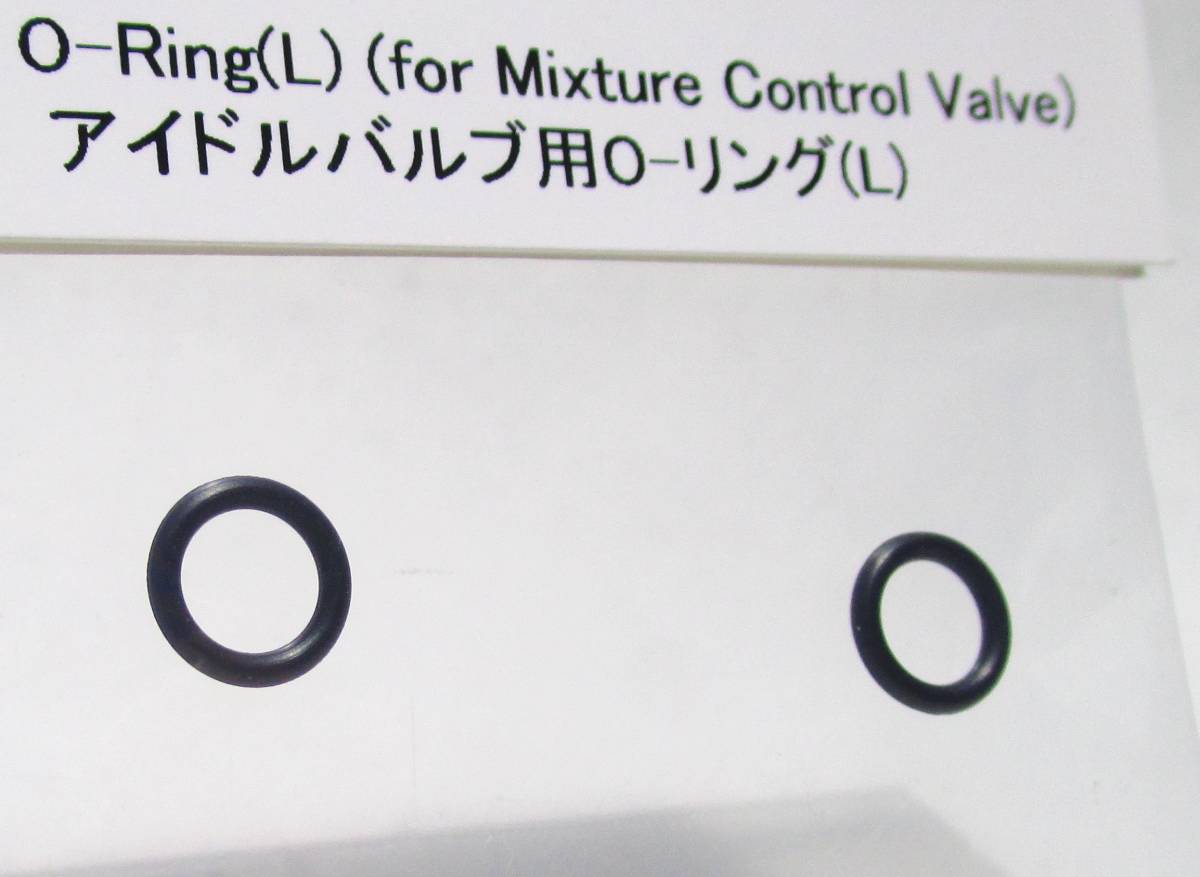 O-Ring(L) (for Mixture Control Valve)
アイドルバルブ用O-リング(L)